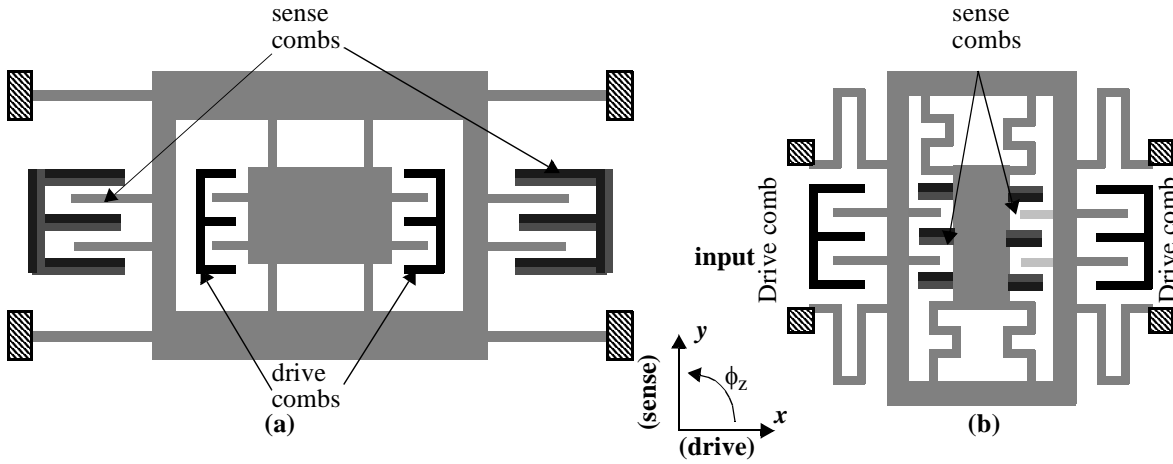 sense
combs
sense
combs
input
Drive comb
Drive comb
drive
combs
(a)
y
(sense)
ϕz
x
(drive)
(b)